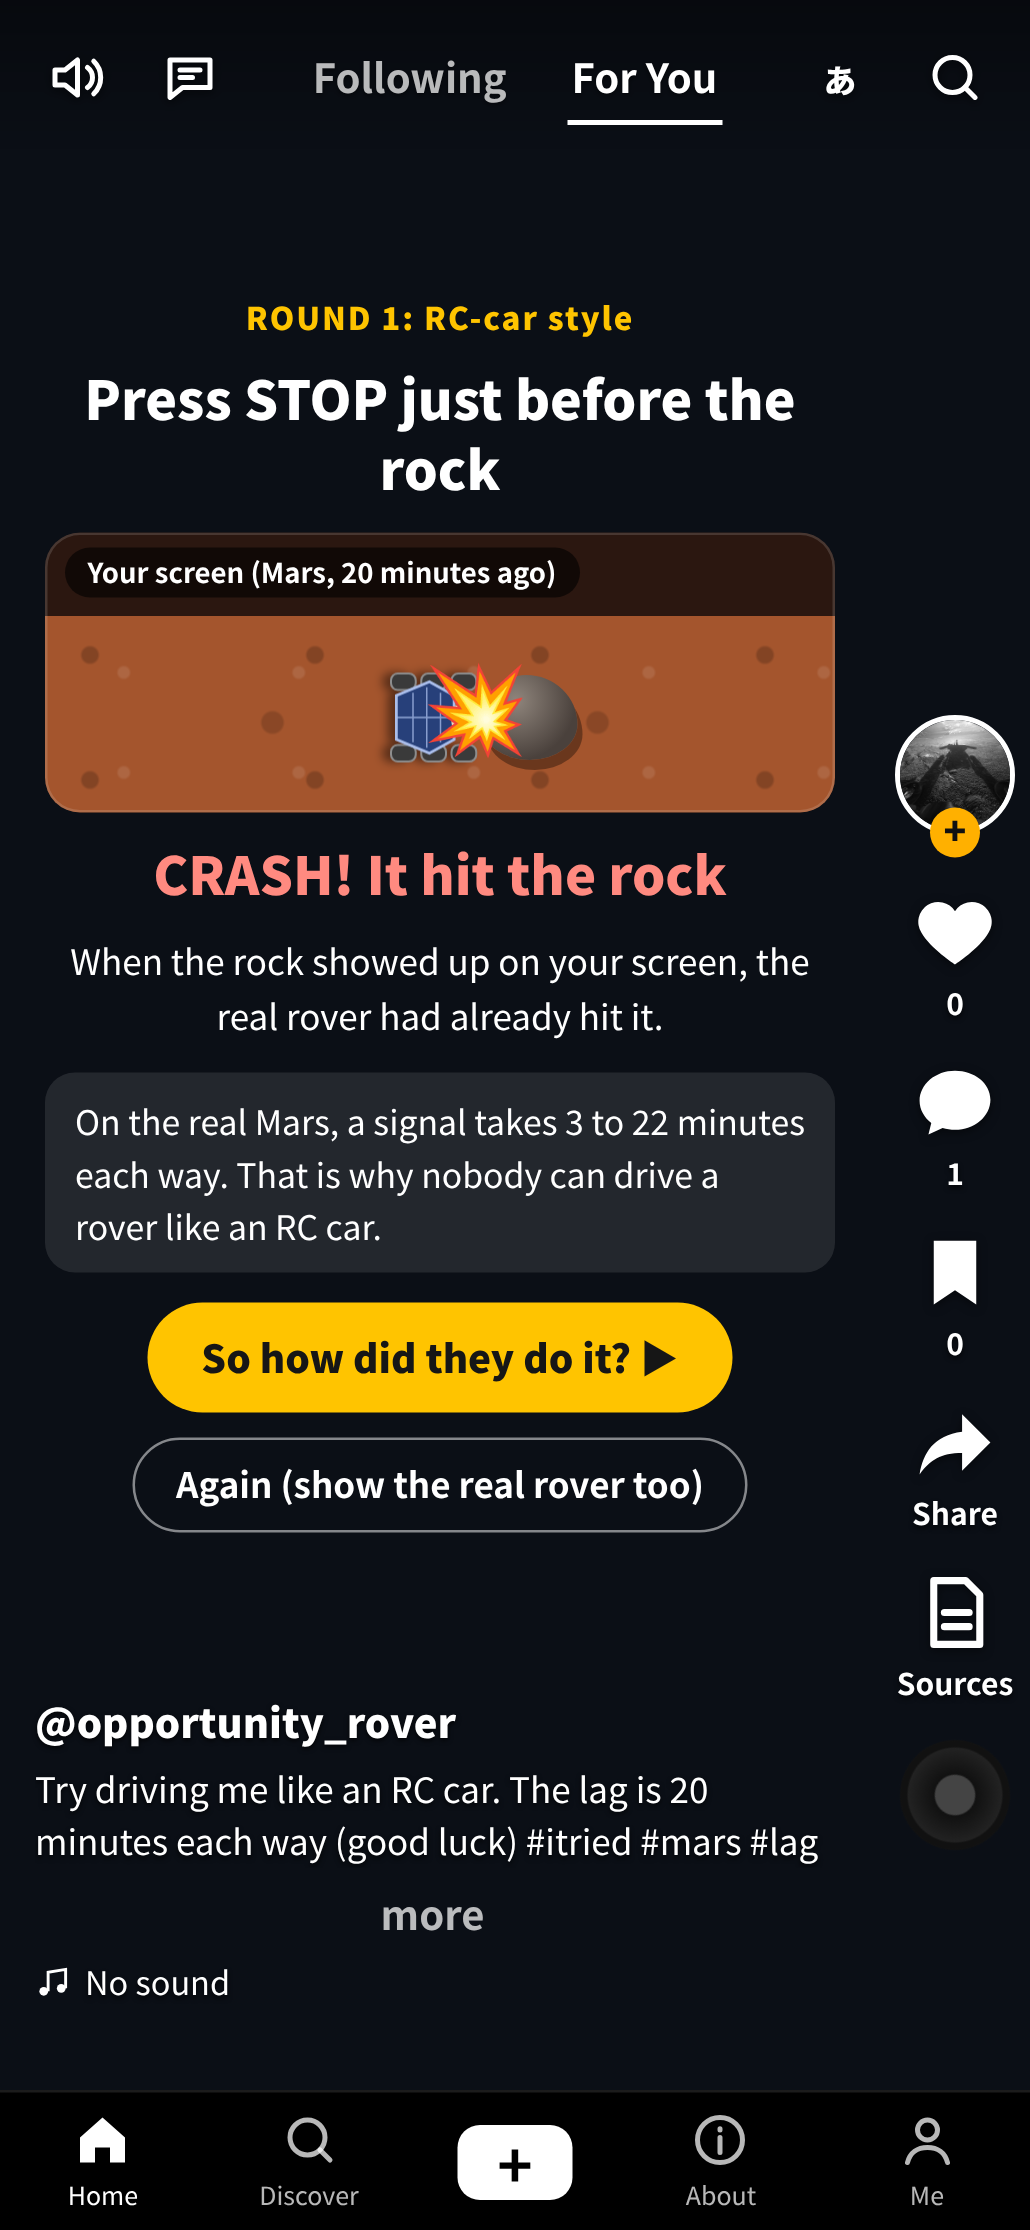 Following
For You
あ
ROUND 1: RC-car style
Press STOP just before the
rock
Your screen (Mars, 20 minutes ago)
CRASH! It hit the rock
When the rock showed up on your screen, the
real rover had already hit it.
On the real Mars, a signal takes 3 to 22 minutes
each way. That is why nobody can drive a
rover like an RC car.
So how did they do it? ▶
Again (show the real rover too)
0
1
0
Share
Sources
@opportunity_rover
Try driving me like an RC car. The lag is 20
minutes each way (good luck) #itried #mars #lag
more
No sound
Home
Discover
About
Me